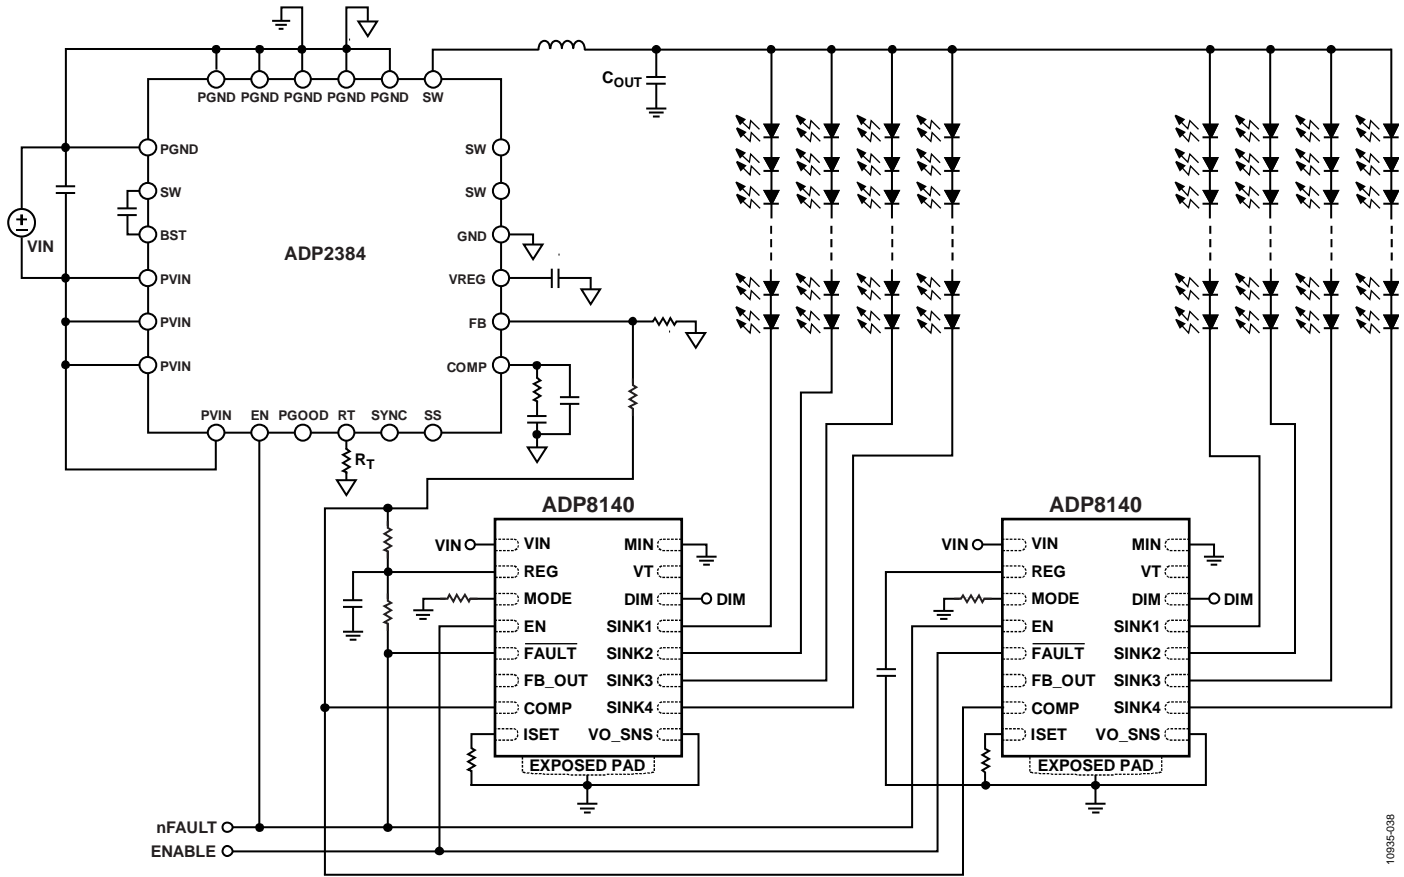 PGND PGND PGND PGND PGND SW
COUT
PGND
SW
BST
PVIN
PVIN
PVIN
VIN
ADP2384
SW
SW
GND
VREG
FB
COMP
PVIN EN PGOOD RT SYNC SS
RT
ADP8140
VIN
VIN
REG
MODE
EN
FAULT
FB_OUT
COMP
ISET
MIN
VT
DIM
DIM
SINK1
SINK2
SINK3
SINK4
VO_SNS
EXPOSED PAD
ADP8140
VIN
VIN
REG
MODE
EN
FAULT
FB_OUT
COMP
ISET
MIN
VT
DIM
DIM
SINK1
SINK2
SINK3
SINK4
VO_SNS
EXPOSED PAD
nFAULT
ENABLE
10935-038